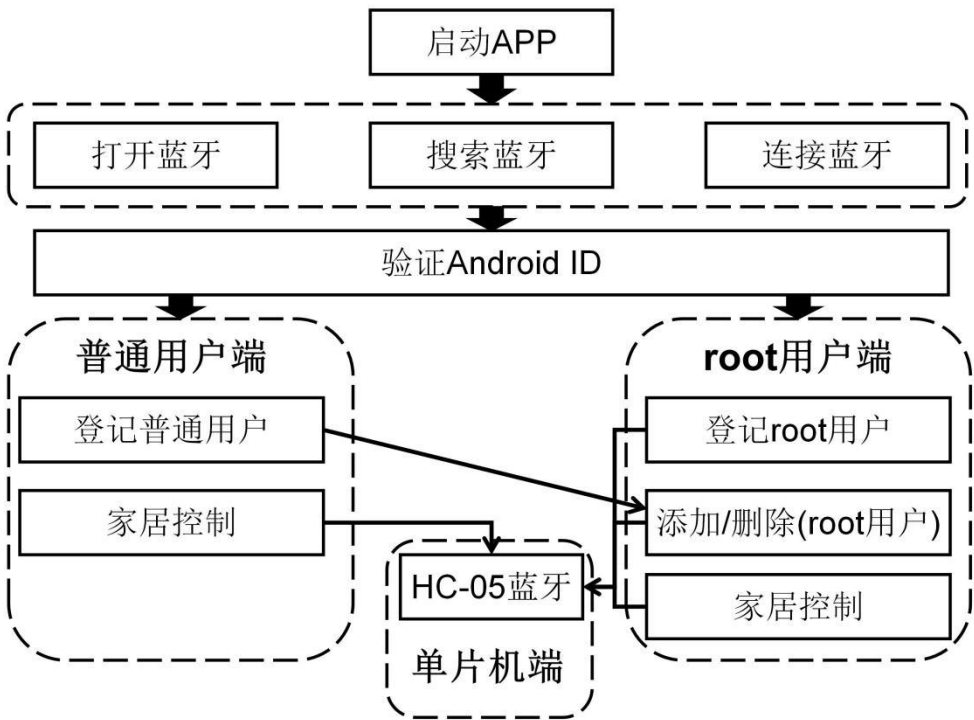 启动APP
打开蓝牙
搜索蓝牙
连接蓝牙
验证Android ID
普通用户端
登记普通用户
家居控制
root用户端
登记root用户
添加/删除(root用户)
家居控制
HC-05蓝牙
单片机端